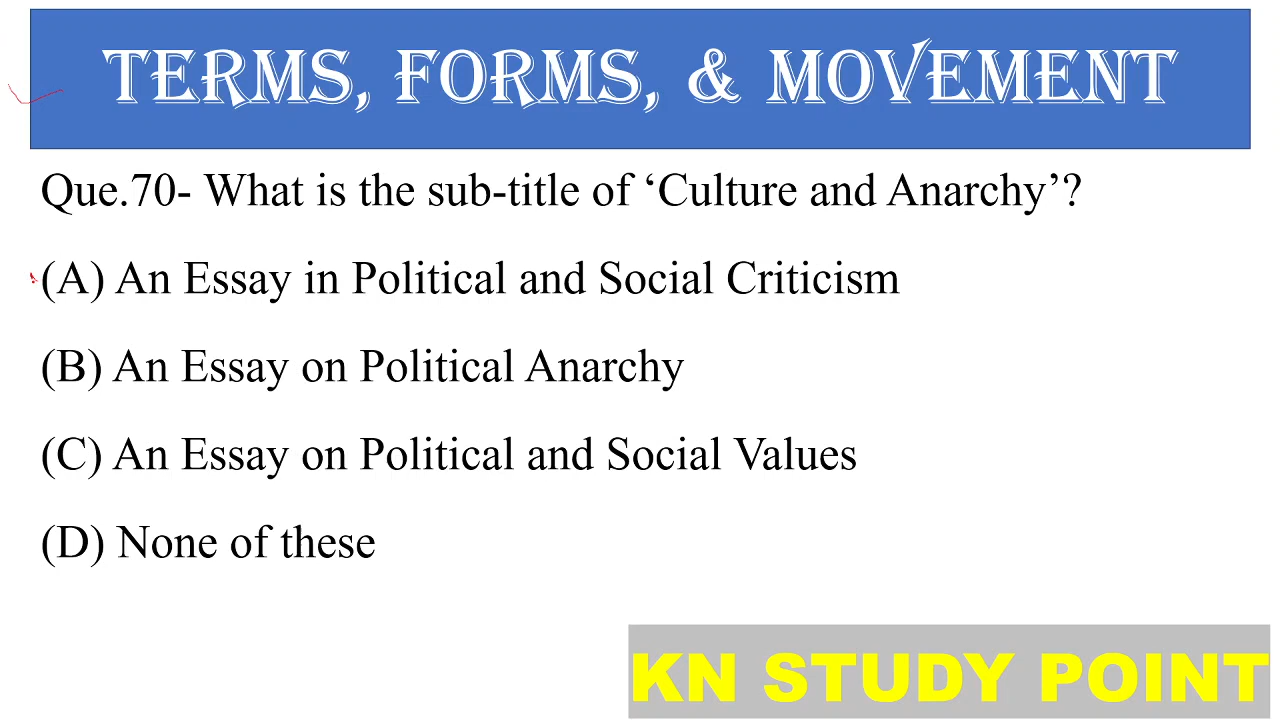 TERMS, FORMS, & MOVEMENT
Que.70- What is the sub-title of ‘Culture and Anarchy’?
(A) An Essay in Political and Social Criticism
(B) An Essay on Political Anarchy
(C) An Essay on Political and Social Values
(D) None of these
KN STUDY POINT